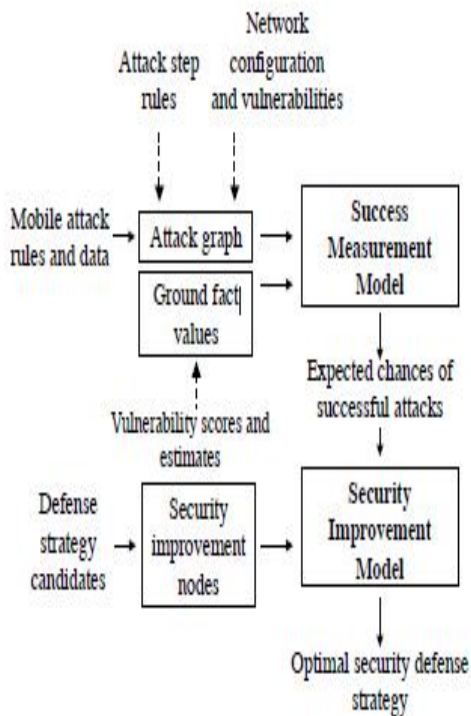 Network
configuration
and vulnerabilities
Attack step
rules
Mobile attack
rules and data
Attack graph
Ground fact
values
Success
Measurement
Model
Expected chances of
successful attacks
Vulnerability scores and
estimates
Defense
strategy
candidates
Security
improvement
nodes
Security
Improvement
Model
Optimal security defense
strategy